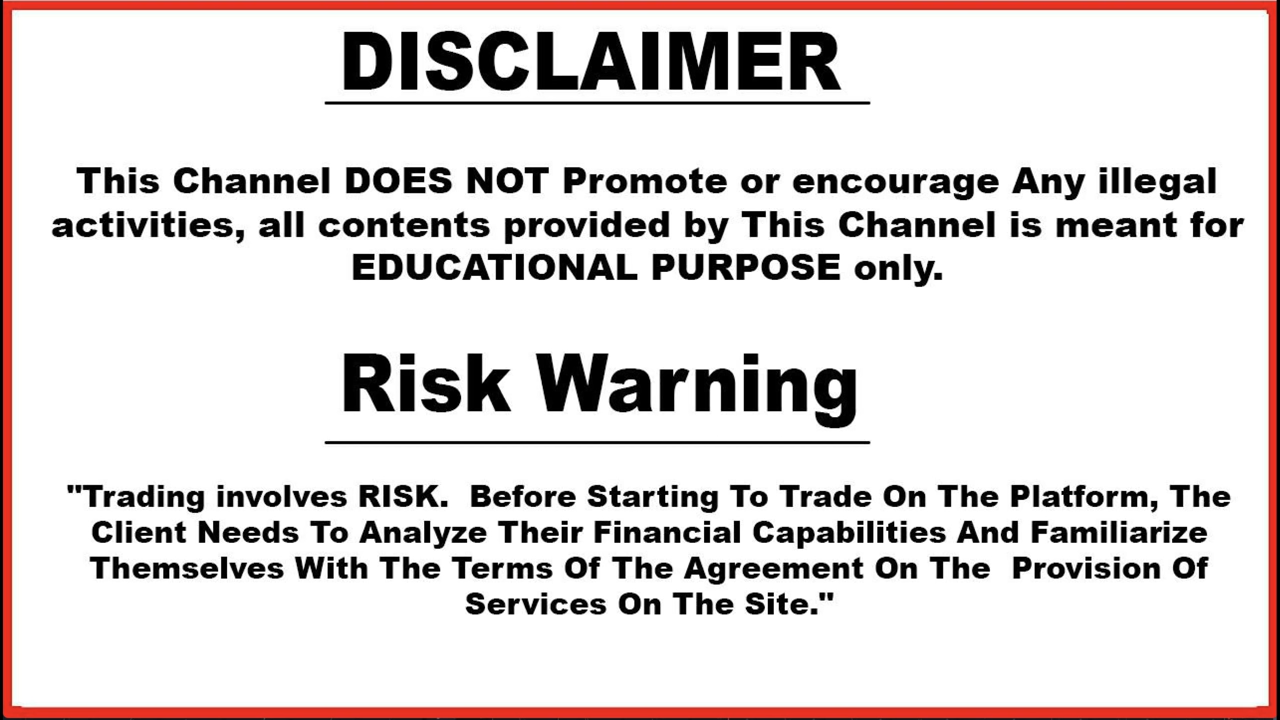 DISCLAIMER
This Channel DOES NOT Promote or encourage Any illegal
activities, all contents provided by This Channel is meant for
EDUCATIONAL PURPOSE only.
Risk Warning
"Trading involves RISK.  Before Starting To Trade On The Platform, The
Client Needs To Analyze Their Financial Capabilities And Familiarize
Themselves With The Terms Of The Agreement On The  Provision Of
Services On The Site."